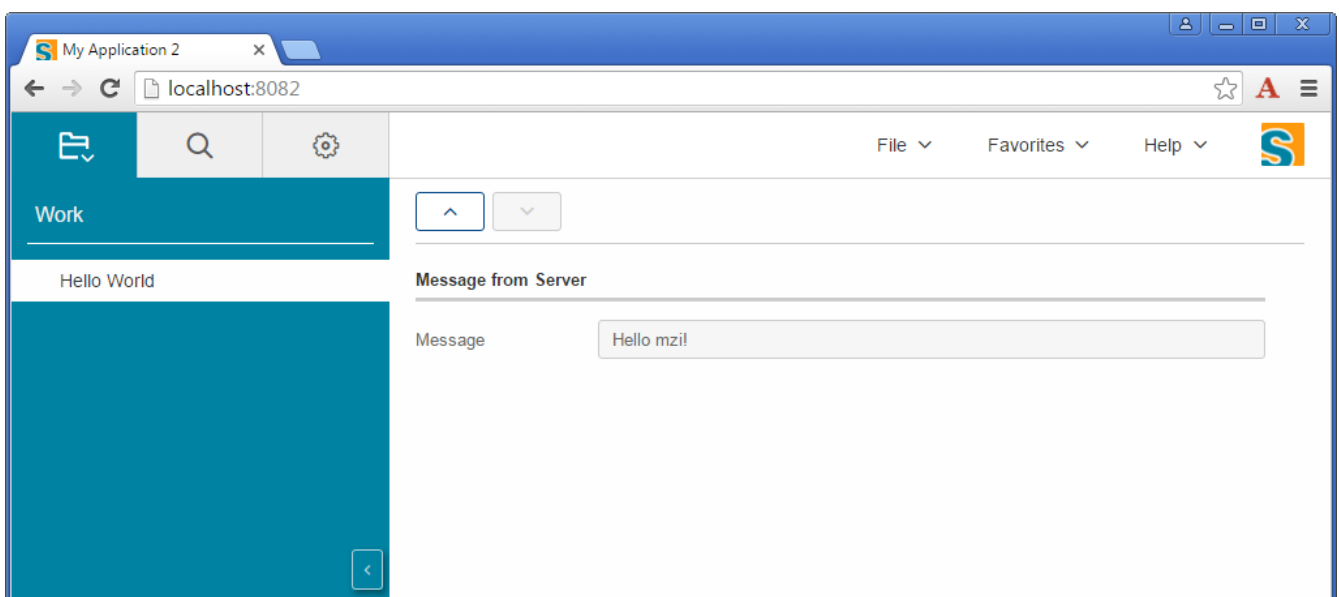 My Application 2
localhost:8082
File Favorites Help
Work
Hello World
Message from Server
Message Hello mzi!